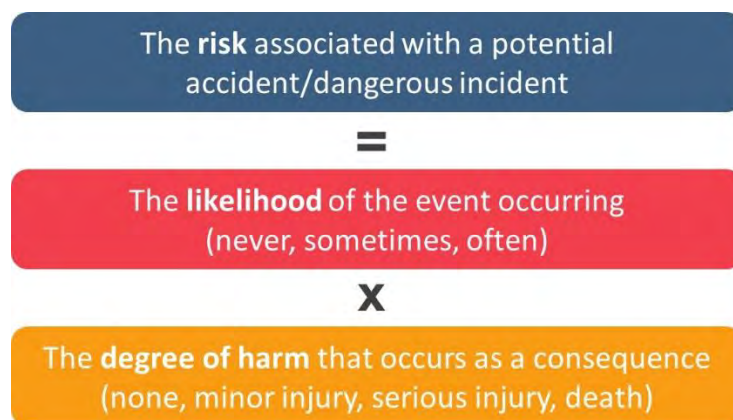 The risk associated with a potential
accident/dangerous incident
=
The likelihood of the event occurring
(never, sometimes, often)
x
The degree of harm that occurs as a consequence
(none, minor injury, serious injury, death)